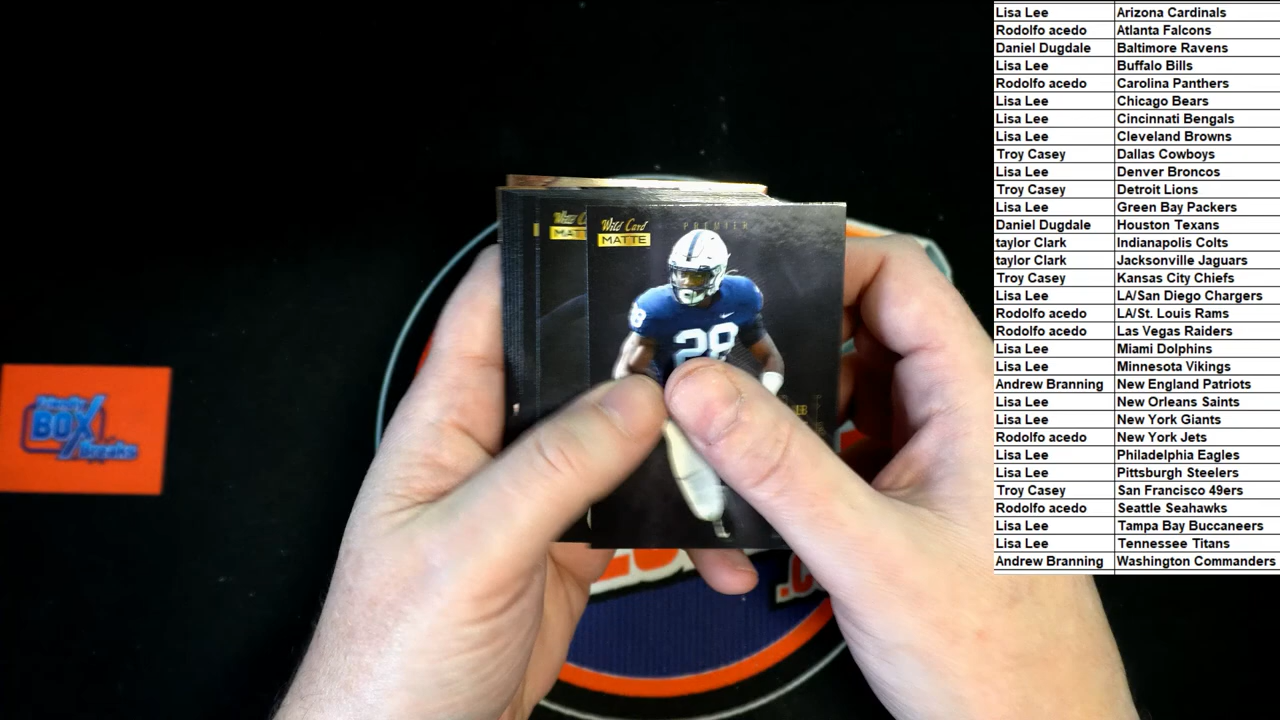 Lisa Lee Arizona Cardinals
Rodolfo acedo Atlanta Falcons
Daniel Dugdale Baltimore Ravens
Lisa Lee Buffalo Bills
Rodolfo acedo Carolina Panthers
Lisa Lee Chicago Bears
Lisa Lee Cincinnati Bengals
Lisa Lee Cleveland Browns
Troy Casey Dallas Cowboys
Lisa Lee Denver Broncos
Troy Casey Detroit Lions
Lisa Lee Green Bay Packers
Daniel Dugdale Houston Texans
taylor Clark Indianapolis Colts
taylor Clark Jacksonville Jaguars
Troy Casey Kansas City Chiefs
Lisa Lee LA/San Diego Chargers
Rodolfo acedo LA/St. Louis Rams
Rodolfo acedo Las Vegas Raiders
Lisa Lee Miami Dolphins
Lisa Lee Minnesota Vikings
Andrew Branning New England Patriots
Lisa Lee New Orleans Saints
Lisa Lee New York Giants
Rodolfo acedo New York Jets
Lisa Lee Philadelphia Eagles
Lisa Lee Pittsburgh Steelers
Troy Casey San Francisco 49ers
Rodolfo acedo Seattle Seahawks
Lisa Lee Tampa Bay Buccaneers
Lisa Lee Tennessee Titans
Andrew Branning Washington Commanders
Wild Card PREMIER
MATTE
28
28
BOX
Breaks